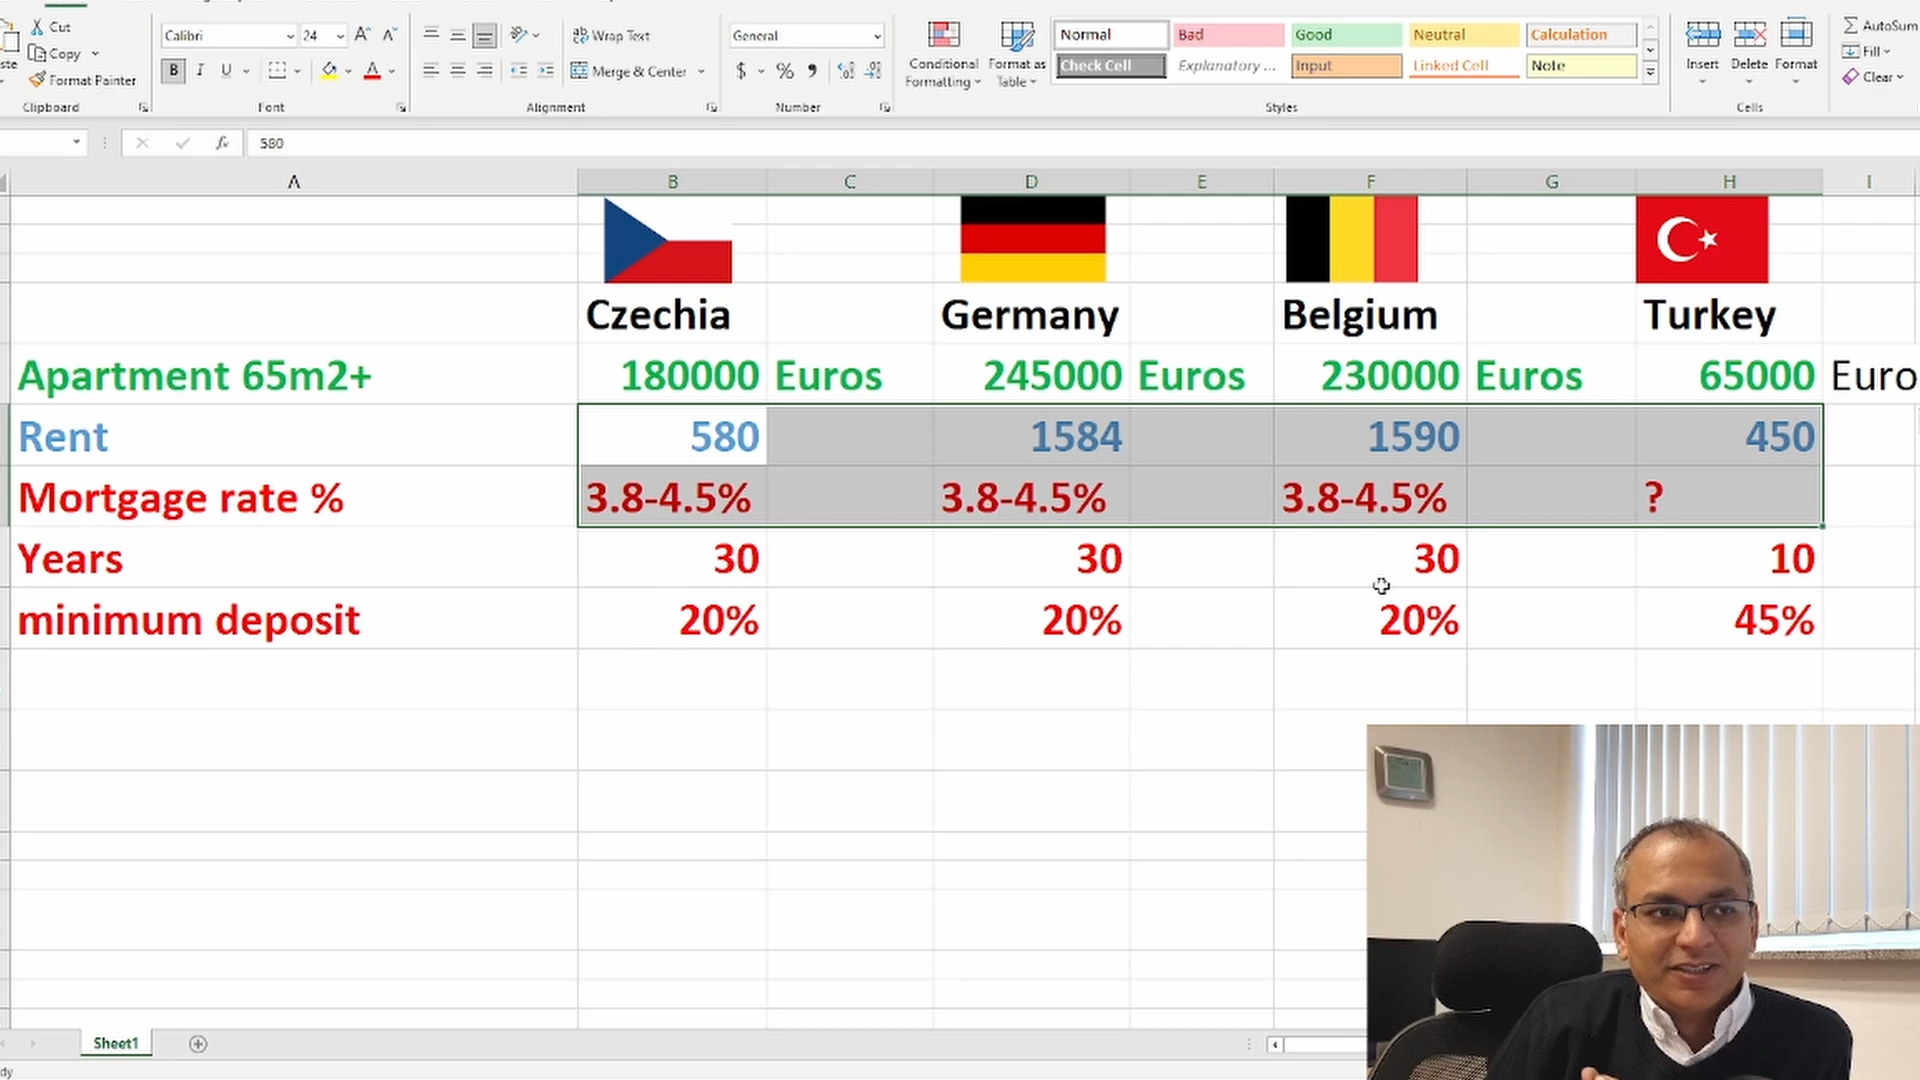 Cut
Calibri
24
Wrap Text
General
Normal
Bad
Good
Neutral
Calculation
AutoSum
Copy
Conditional Formatting
Format as Table
Insert
Delete
Format
Fill
Format Painter
B I U
A
Merge & Center
$ % ,
Check Cell
Explanatory ...
Input
Linked Cell
Note
Clear
Clipboard
Font
Alignment
Number
Styles
Cells
fx 580
A B C D E F G H I
Czechia Germany Belgium Turkey
Apartment 65m2+ 180000 Euros 245000 Euros 230000 Euros 65000 Euro
Rent 580 1584 1590 450
Mortgage rate % 3.8-4.5% 3.8-4.5% 3.8-4.5% ?
Years 30 30 30 10
minimum deposit 20% 20% 20% 45%
Sheet1